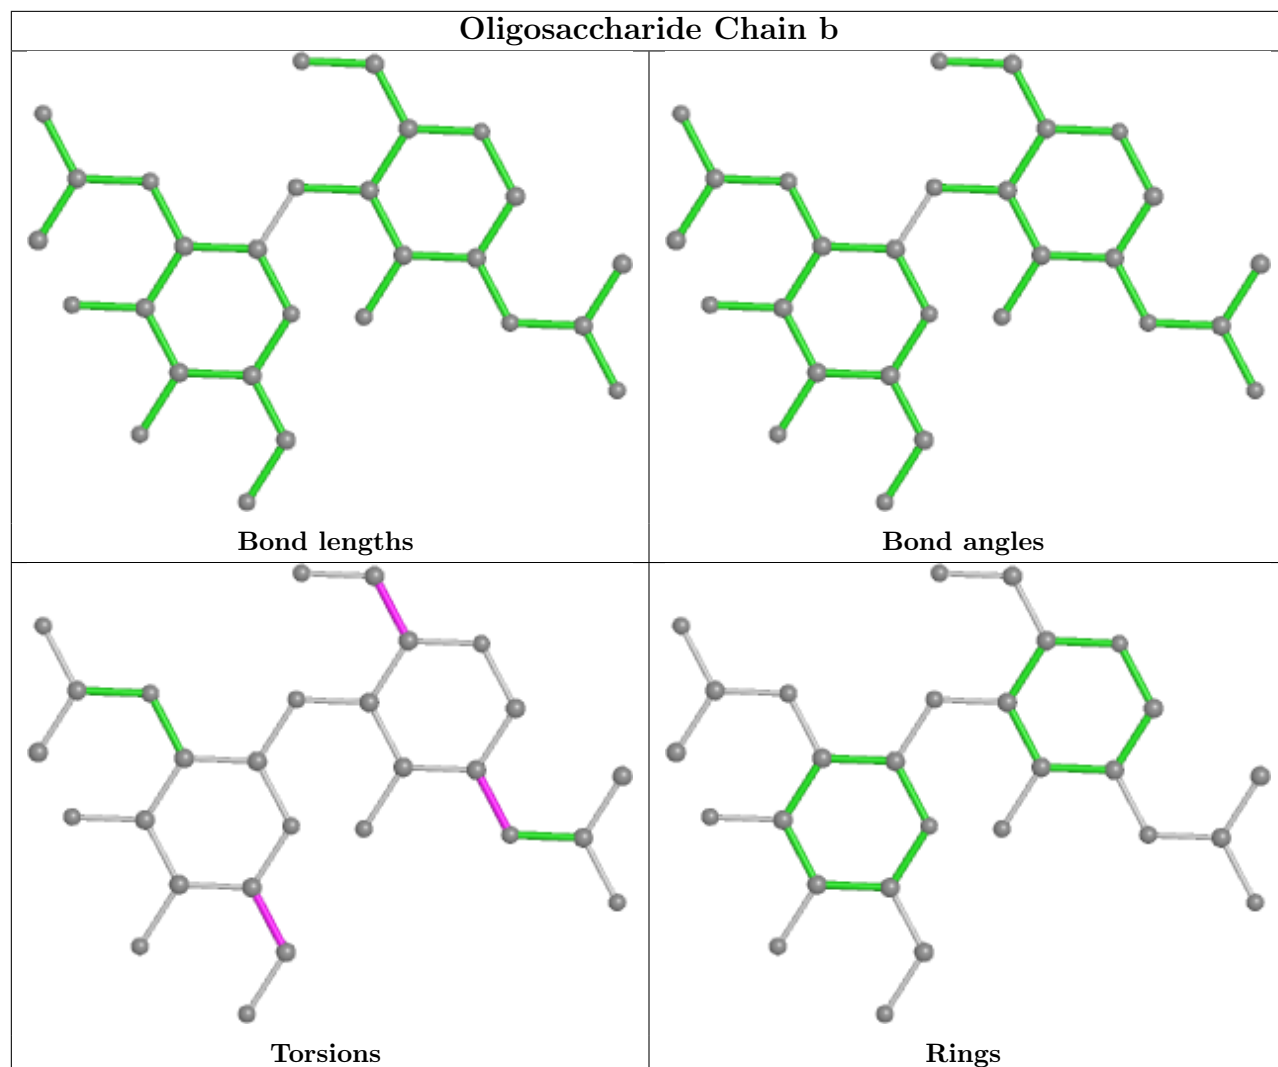 Oligosaccharide Chain b
Bond lengths
Bond angles
Torsions
Rings